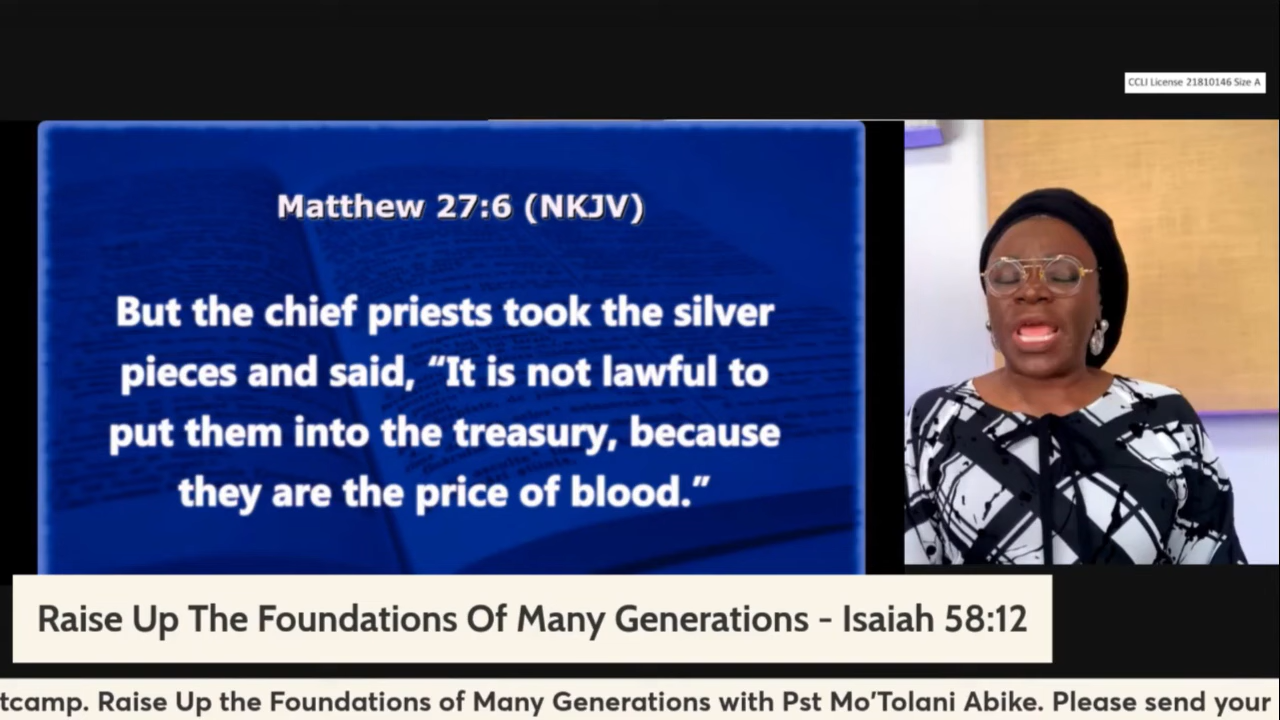 CCLI License 21810146 Size A
Matthew 27:6 (NKJV)
But the chief priests took the silver
pieces and said, “It is not lawful to
put them into the treasury, because
they are the price of blood.”
Raise Up The Foundations Of Many Generations - Isaiah 58:12
tcamp. Raise Up the Foundations of Many Generations with Pst Mo'Tolani Abike. Please send your